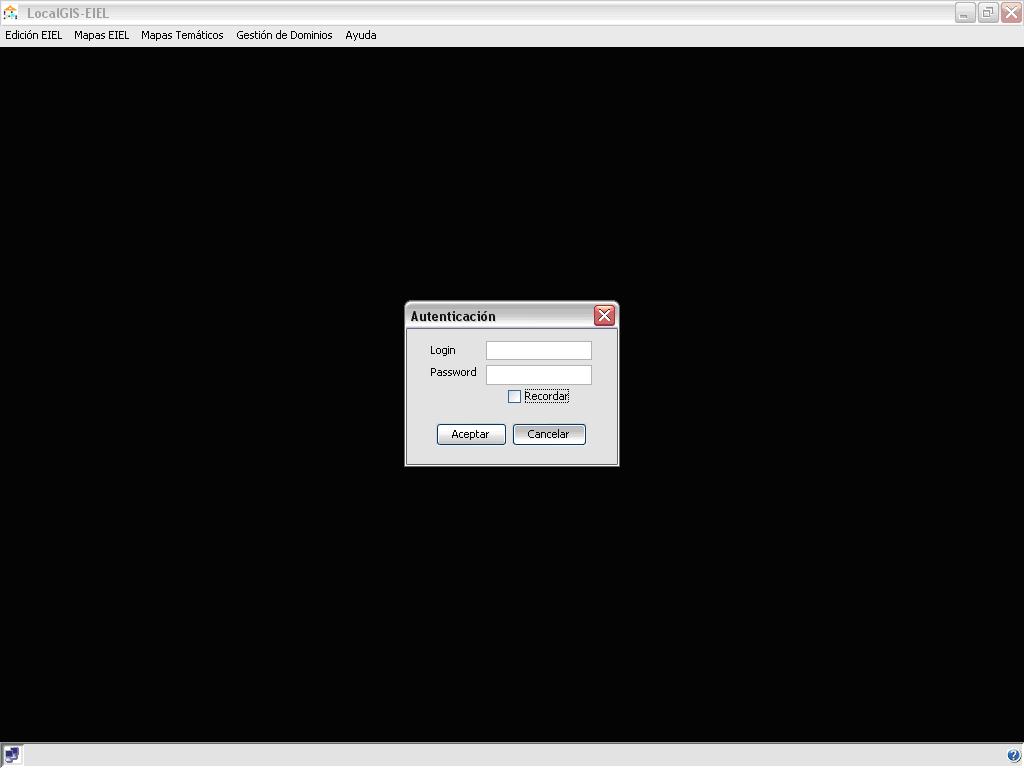 LocalGIS-EIEL
Edición EIEL Mapas EIEL Mapas Temáticos Gestión de Dominios Ayuda
Autenticación
Login
Password
Recordar
Aceptar Cancelar